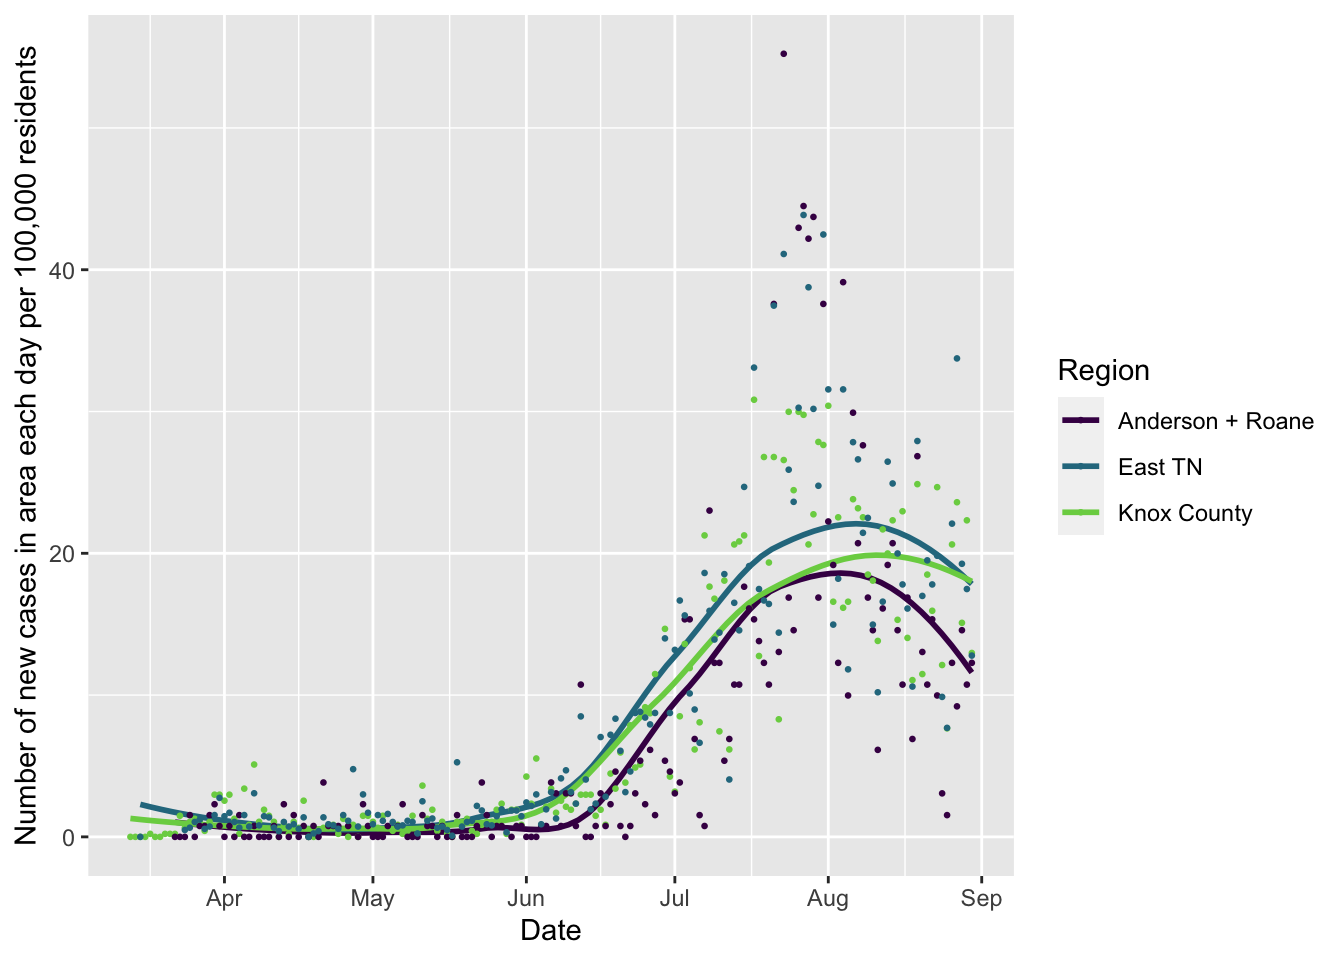 Number of new cases in area each day per 100,000 residents
40
20
0
Apr May Jun Jul Aug Sep
Date
Region
Anderson + Roane
East TN
Knox County